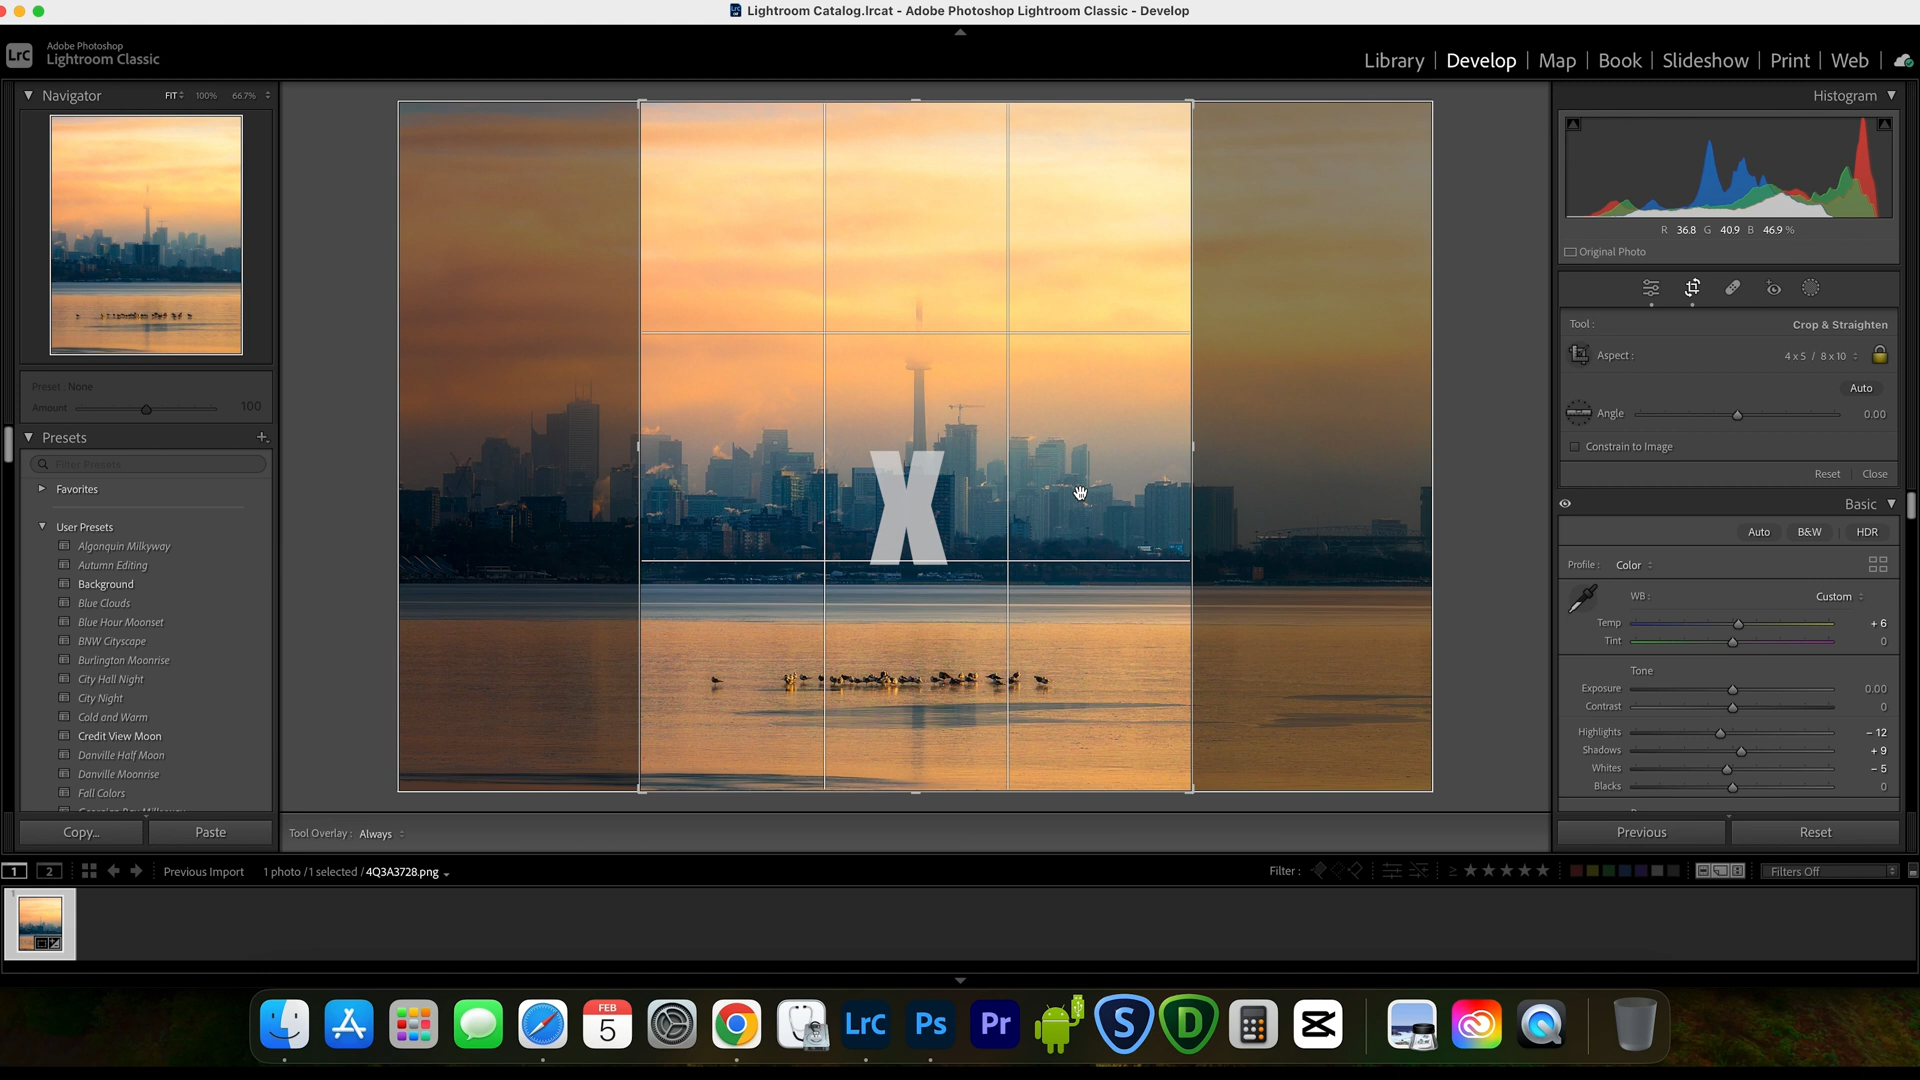 Lightroom Catalog.lrcat - Adobe Photoshop Lightroom Classic - Develop
LrC
Adobe Photoshop
Lightroom Classic
Library | Develop | Map | Book | Slideshow | Print | Web
Navigator FIT 100% 66.7%
Histogram
R 36.8 G 40.9 B 46.9 %
Original Photo
Tool : Crop & Straighten
Aspect : 4 x 5 / 8 x 10
Auto
Angle 0.00
Constrain to Image
Reset Close
Basic
Auto B&W HDR
Profile : Color
WB : Custom
Temp + 6
Tint 0
Tone
Exposure 0.00
Contrast 0
Highlights – 12
Shadows + 9
Whites – 5
Blacks 0
Previous Reset
Preset : None
Amount 100
Presets
Filter Presets
Favorites
User Presets
Algonquin Milkyway
Autumn Editing
Background
Blue Clouds
Blue Hour Moonset
BNW Cityscape
Burlington Moonrise
City Hall Night
City Night
Cold and Warm
Credit View Moon
Danville Half Moon
Danville Moonrise
Fall Colors
Copy... Paste
X
Tool Overlay : Always
1 2 Previous Import 1 photo / 1 selected / 4Q3A3728.png
Filter : ≥ ★★★★★ Filters Off
FEB
5
LrC
Ps
Pr
S
D